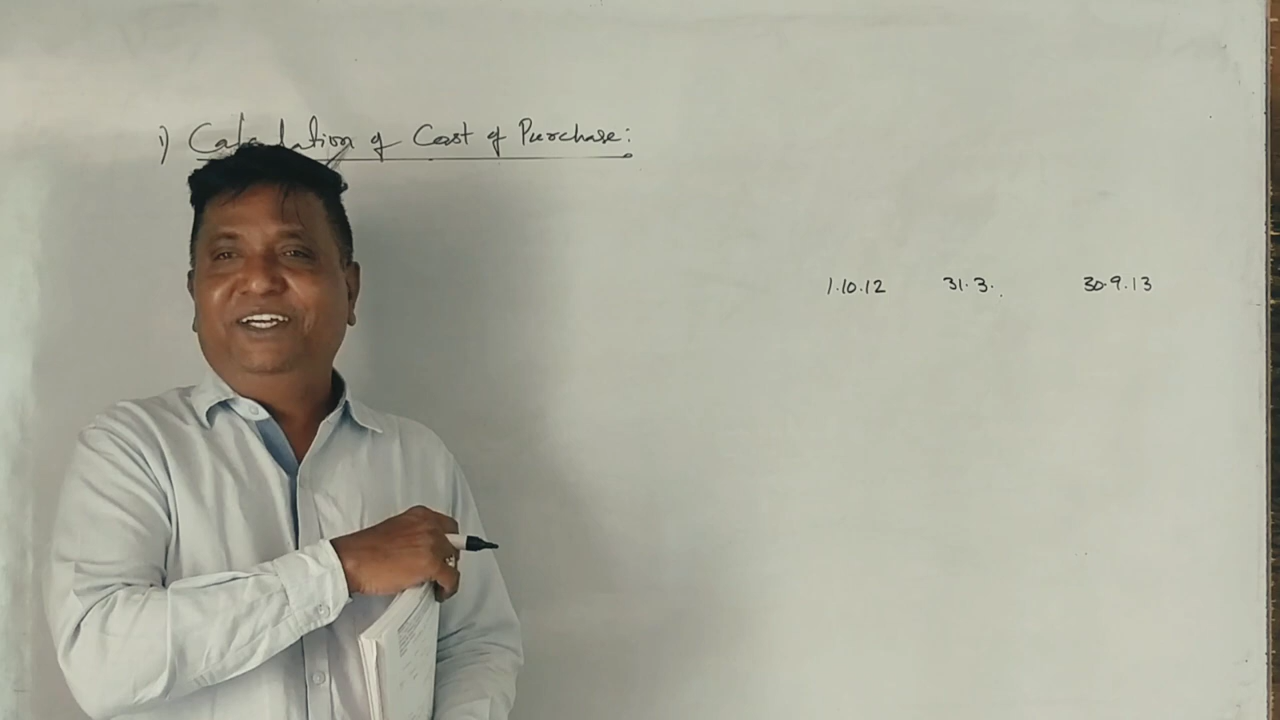 1) Calculation of Cost of Purchase:
1.10.12 31.3. 30.9.13